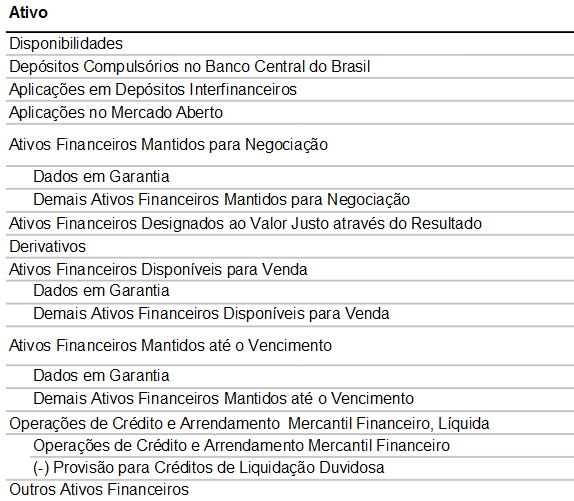 Ativo
Disponibilidades
Depósitos Compulsórios no Banco Central do Brasil
Aplicações em Depósitos Interfinanceiros
Aplicações no Mercado Aberto
Ativos Financeiros Mantidos para Negociação
Dados em Garantia
Demais Ativos Financeiros Mantidos para Negociação
Ativos Financeiros Designados ao Valor Justo através do Resultado
Derivativos
Ativos Financeiros Disponíveis para Venda
Dados em Garantia
Demais Ativos Financeiros Disponíveis para Venda
Ativos Financeiros Mantidos até o Vencimento
Dados em Garantia
Demais Ativos Financeiros Mantidos até o Vencimento
Operações de Crédito e Arrendamento Mercantil Financeiro, Líquida
Operações de Crédito e Arrendamento Mercantil Financeiro
(-) Provisão para Créditos de Liquidação Duvidosa
Outros Ativos Financeiros